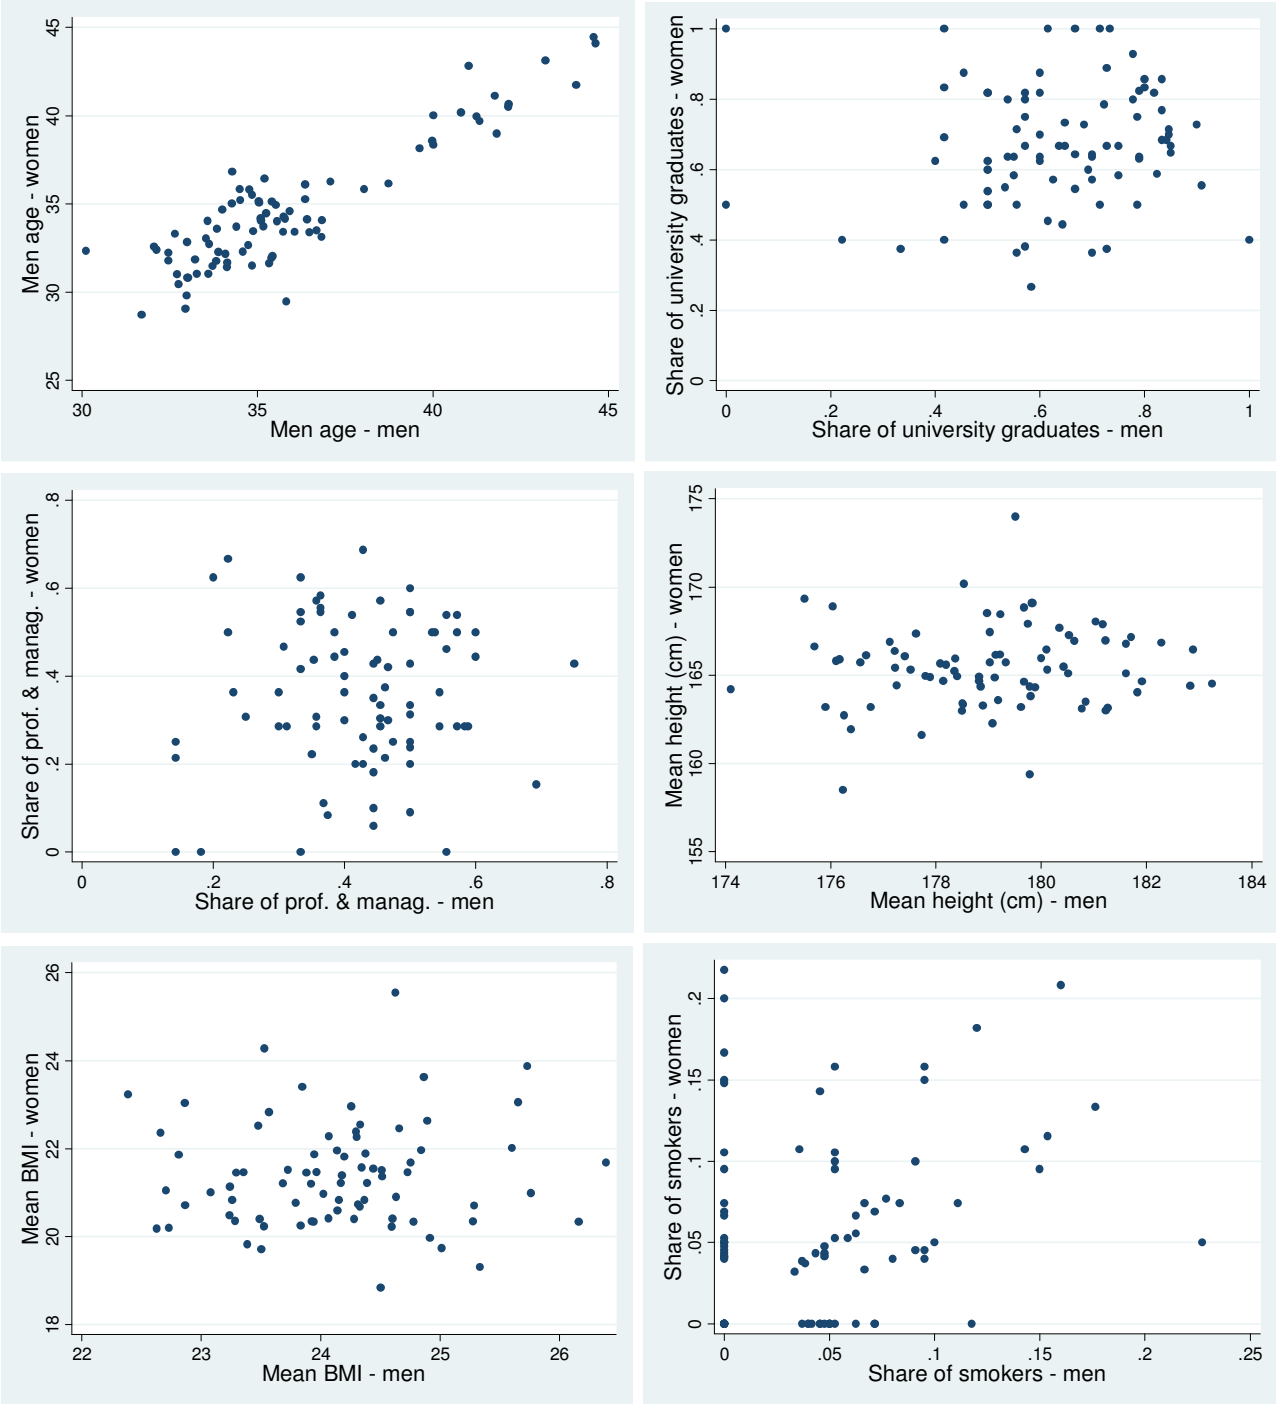 45
40
35
30
25
Men age - women
30 35 40 45
Men age - men
1
.8
.6
.4
.2
0
Share of university graduates - women
0 .2 .4 .6 .8 1
Share of university graduates - men
.8
.6
.4
.2
0
Share of prof. & manag. - women
0 .2 .4 .6 .8
Share of prof. & manag. - men
175
170
165
160
155
Mean height (cm) - women
174 176 178 180 182 184
Mean height (cm) - men
26
24
22
20
18
Mean BMI - women
22 23 24 25 26
Mean BMI - men
.2
.15
.1
.05
0
Share of smokers - women
0 .05 .1 .15 .2 .25
Share of smokers - men